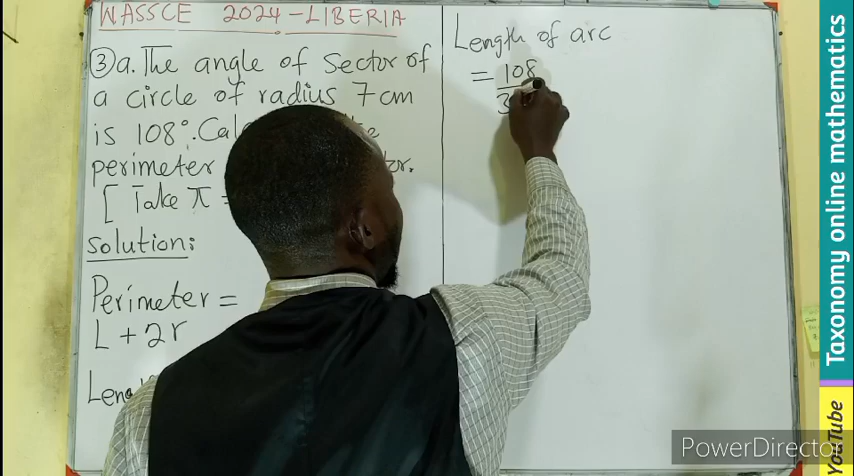 WASSCE 2024-LIBERIA
③a. The angle of Sector of
a circle of radius 7cm
is 108°.
perimeter
[ Take π =
solution:
Perimeter =
L + 2r
Length of arc
= 108
3
Taxonomy online mathematics
YouTube
PowerDirector